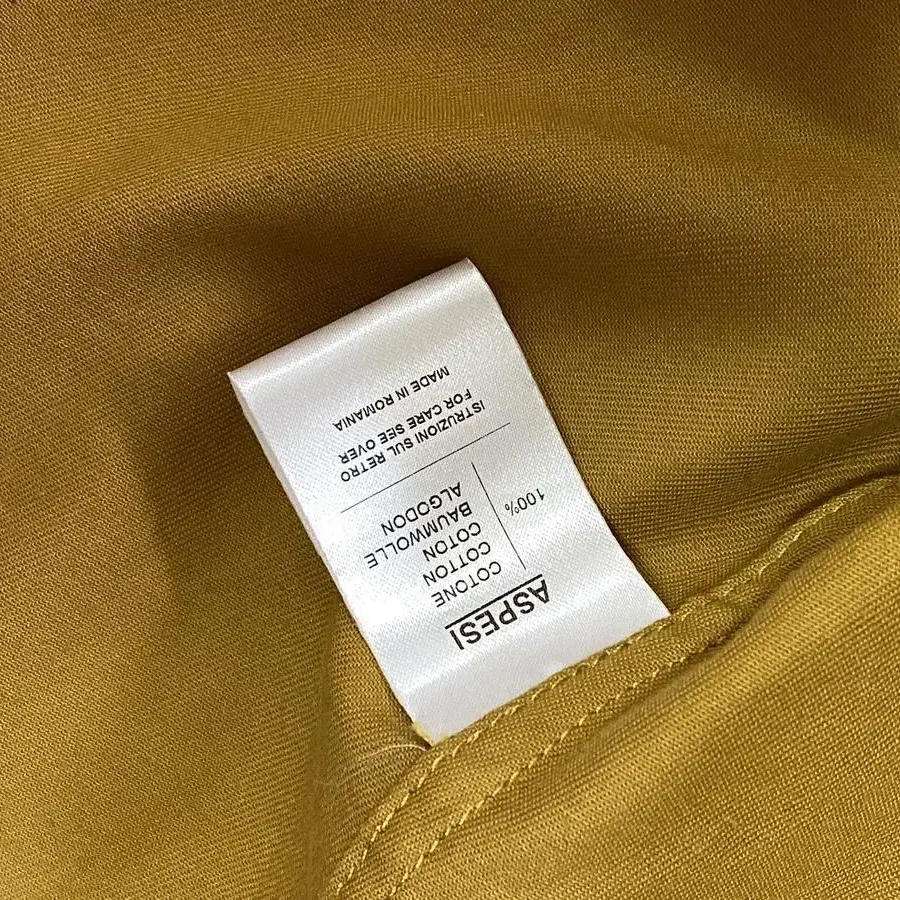 ASPESI
100%
COTONE
COTTON
COTON
BAUMWOLLE
ALGODON
ISTRUZIONI SUL RETRO
FOR CARE SEE OVER
MADE IN ROMANIA